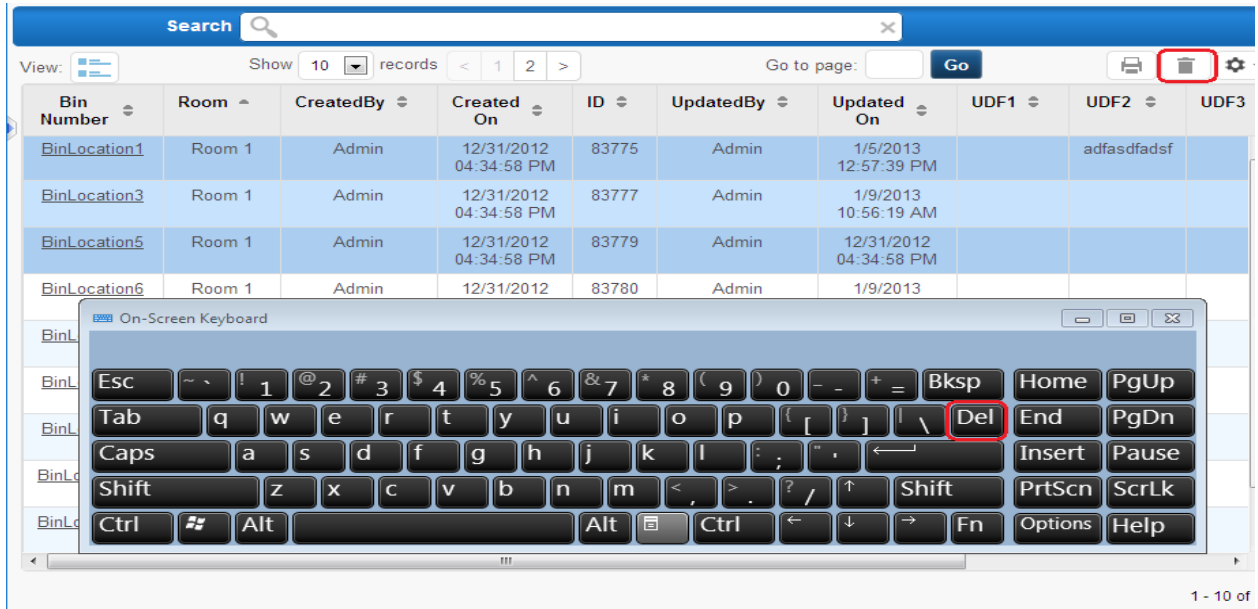 Search
View: Show 10 records < 1 2 > Go to page: Go
Bin Number Room CreatedBy Created On ID UpdatedBy Updated On UDF1 UDF2 UDF3
BinLocation1 Room 1 Admin 12/31/2012 04:34:58 PM 83775 Admin 1/5/2013 12:57:39 PM adfasdfadsf
BinLocation3 Room 1 Admin 12/31/2012 04:34:58 PM 83777 Admin 1/9/2013 10:56:19 AM
BinLocation5 Room 1 Admin 12/31/2012 04:34:58 PM 83779 Admin 12/31/2012 04:34:58 PM
BinLocation6 Room 1 Admin 12/31/2012 83780 Admin 1/9/2013
On-Screen Keyboard
BinL
BinL
BinL
BinLo
BinLo
Esc ~ ` ! 1 @ 2 # 3 $ 4 % 5 ^ 6 & 7 * 8 ( 9 ) 0 _ - + = Bksp Home PgUp
Tab q w e r t y u i o p { [ } ] | \ Del End PgDn
Caps a s d f g h j k l : ; " ' Insert Pause
Shift z x c v b n m < , > . ? / ↑ Shift PrtScn ScrLk
Ctrl Alt Alt Ctrl ← ↓ → Fn Options Help
1 - 10 of